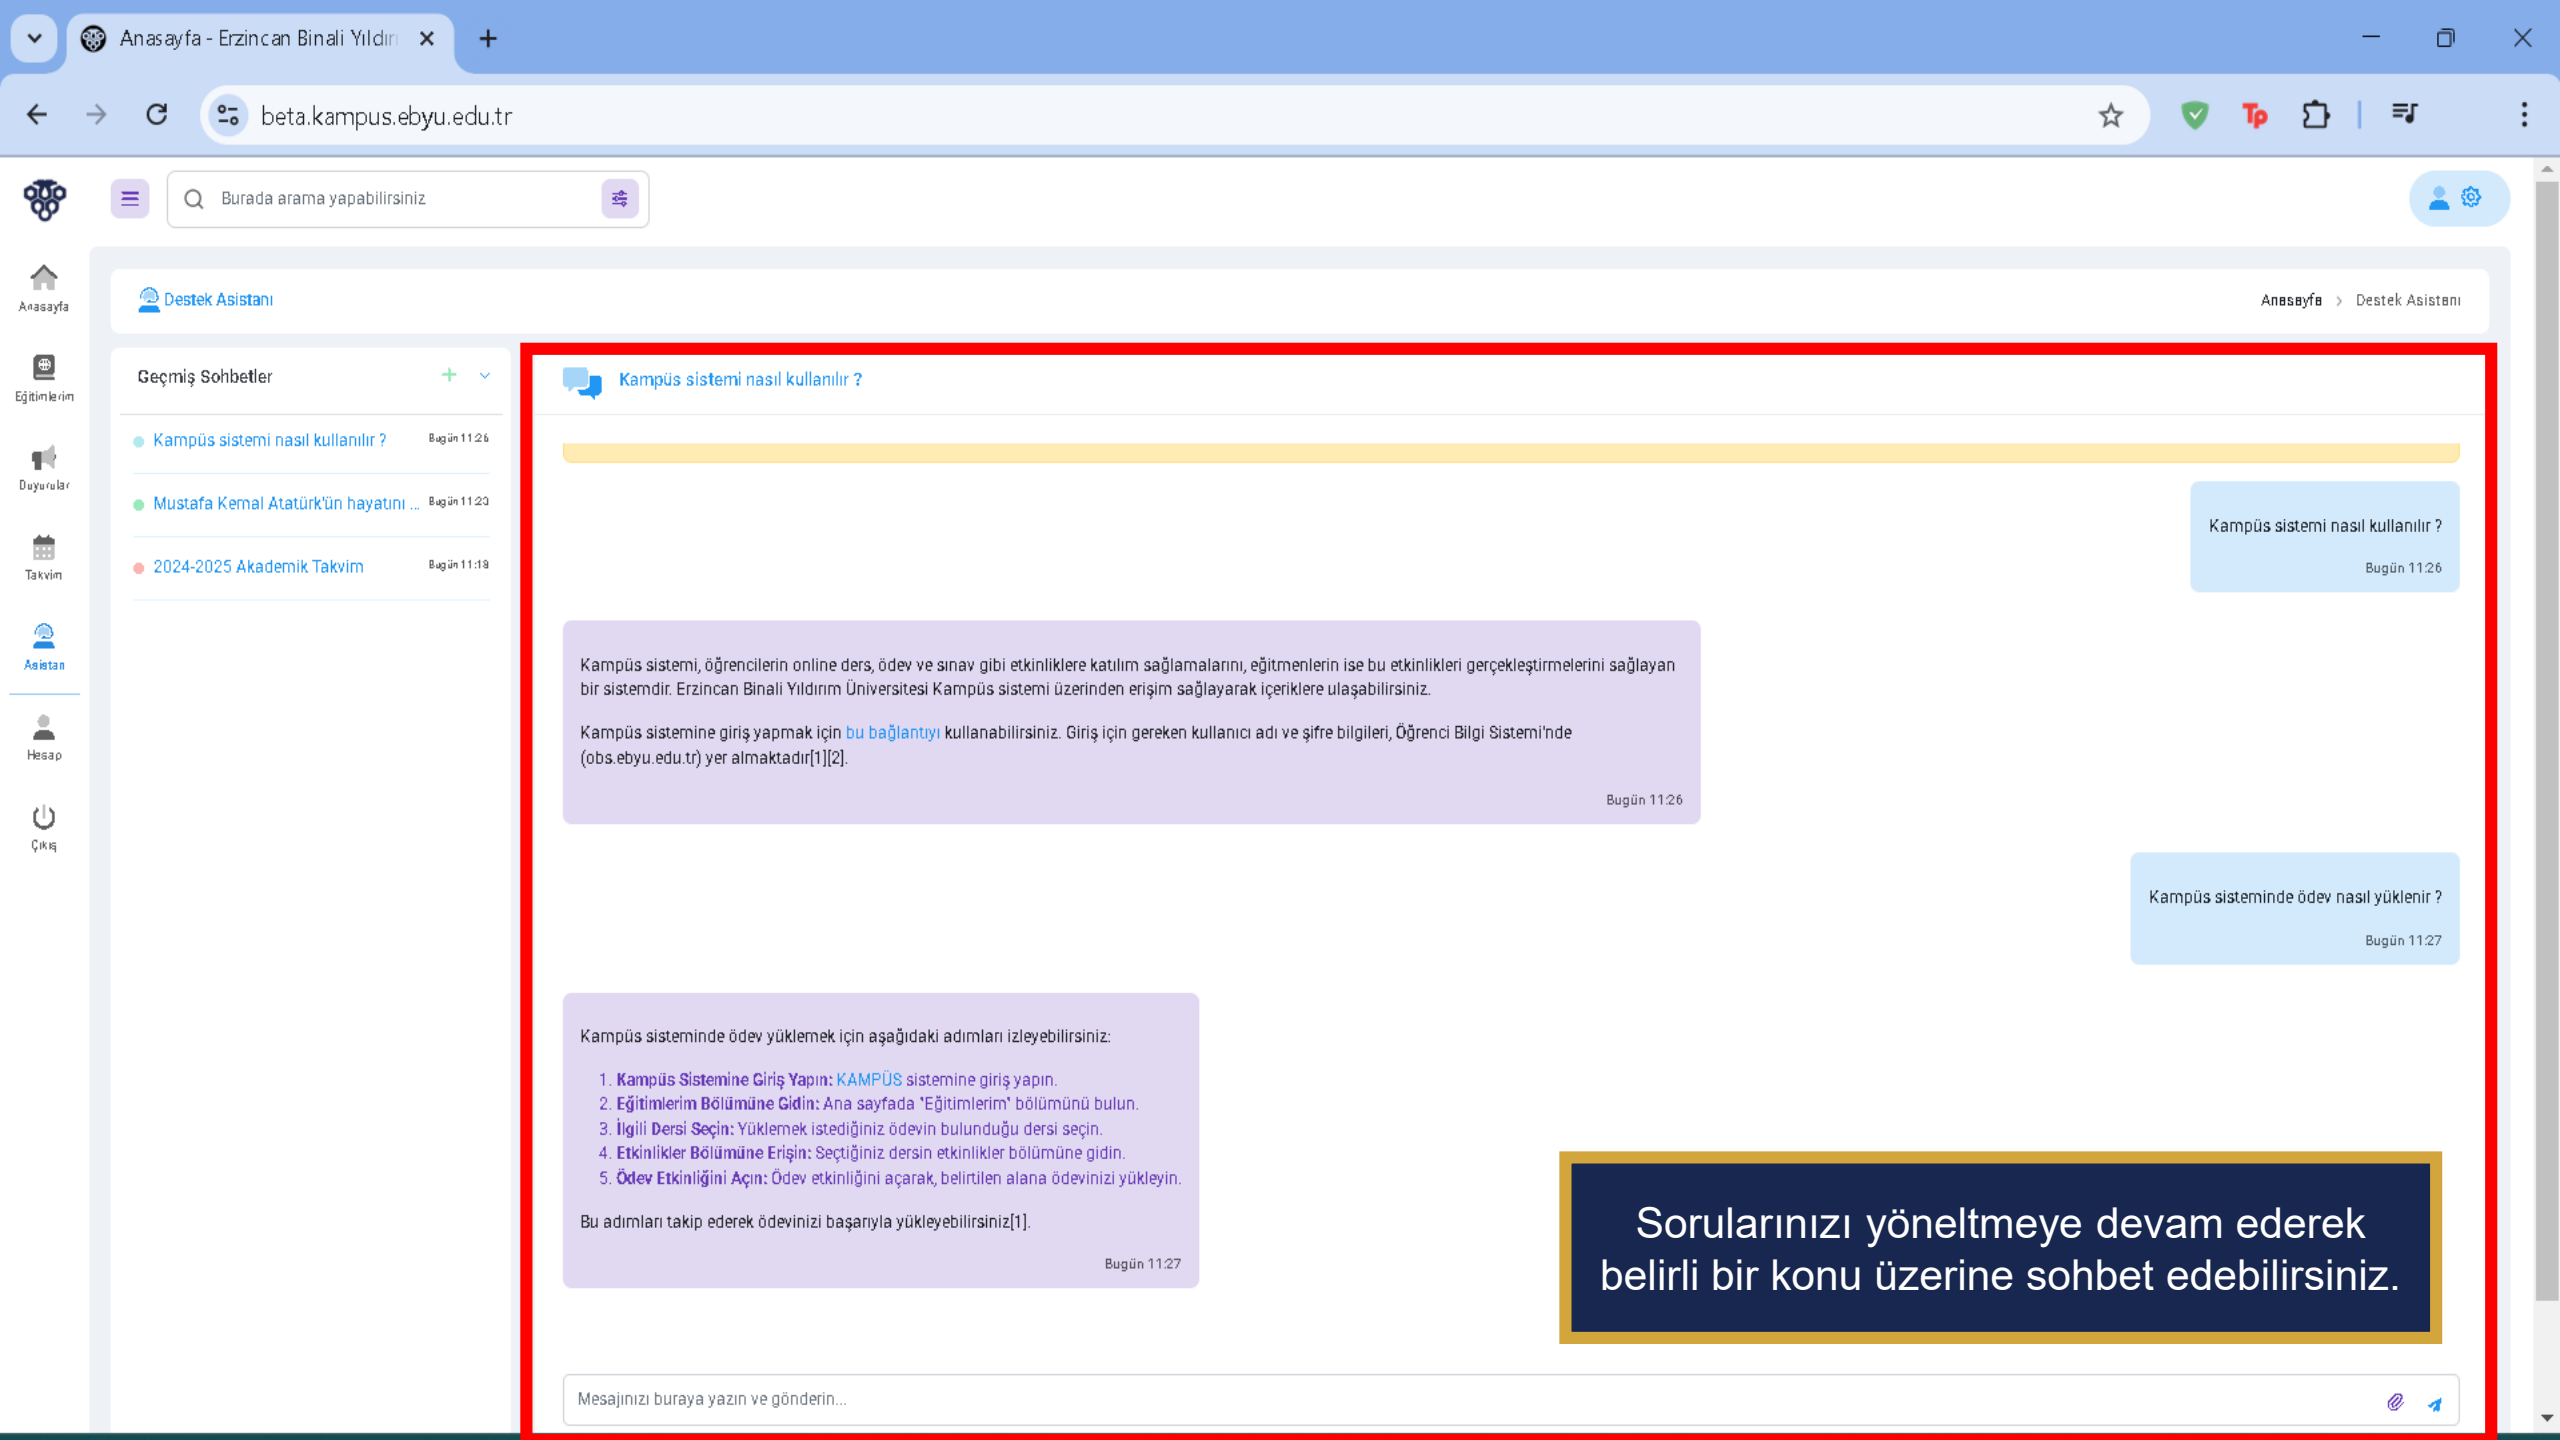 Anasayfa - Erzincan Binali Yıldırı
beta.kampus.ebyu.edu.tr
Burada arama yapabilirsiniz
Anasayfa
Eğitimlerim
Duyurular
Takvim
Asistan
Hesap
Çıkış
Destek Asistanı
Anasayfa > Destek Asistanı
Geçmiş Sohbetler
Kampüs sistemi nasıl kullanılır ? Bugün 11:26
Mustafa Kemal Atatürk'ün hayatını ... Bugün 11:23
2024-2025 Akademik Takvim Bugün 11:18
Kampüs sistemi nasıl kullanılır ?
Kampüs sistemi nasıl kullanılır ?
Bugün 11:26
Kampüs sistemi, öğrencilerin online ders, ödev ve sınav gibi etkinliklere katılım sağlamalarını, eğitmenlerin ise bu etkinlikleri gerçekleştirmelerini sağlayan
bir sistemdir. Erzincan Binali Yıldırım Üniversitesi Kampüs sistemi üzerinden erişim sağlayarak içeriklere ulaşabilirsiniz.
Kampüs sistemine giriş yapmak için bu bağlantıyı kullanabilirsiniz. Giriş için gereken kullanıcı adı ve şifre bilgileri, Öğrenci Bilgi Sistemi'nde
(obs.ebyu.edu.tr) yer almaktadır[1][2].
Bugün 11:26
Kampüs sisteminde ödev nasıl yüklenir ?
Bugün 11:27
Kampüs sisteminde ödev yüklemek için aşağıdaki adımları izleyebilirsiniz:
1. Kampüs Sistemine Giriş Yapın: KAMPÜS sistemine giriş yapın.
2. Eğitimlerim Bölümüne Gidin: Ana sayfada "Eğitimlerim" bölümünü bulun.
3. İlgili Dersi Seçin: Yüklemek istediğiniz ödevin bulunduğu dersi seçin.
4. Etkinlikler Bölümüne Erişin: Seçtiğiniz dersin etkinlikler bölümüne gidin.
5. Ödev Etkinliğini Açın: Ödev etkinliğini açarak, belirtilen alana ödevinizi yükleyin.
Bu adımları takip ederek ödevinizi başarıyla yükleyebilirsiniz[1].
Bugün 11:27
Sorularınızı yöneltmeye devam ederek
belirli bir konu üzerine sohbet edebilirsiniz.
Mesajınızı buraya yazın ve gönderin...